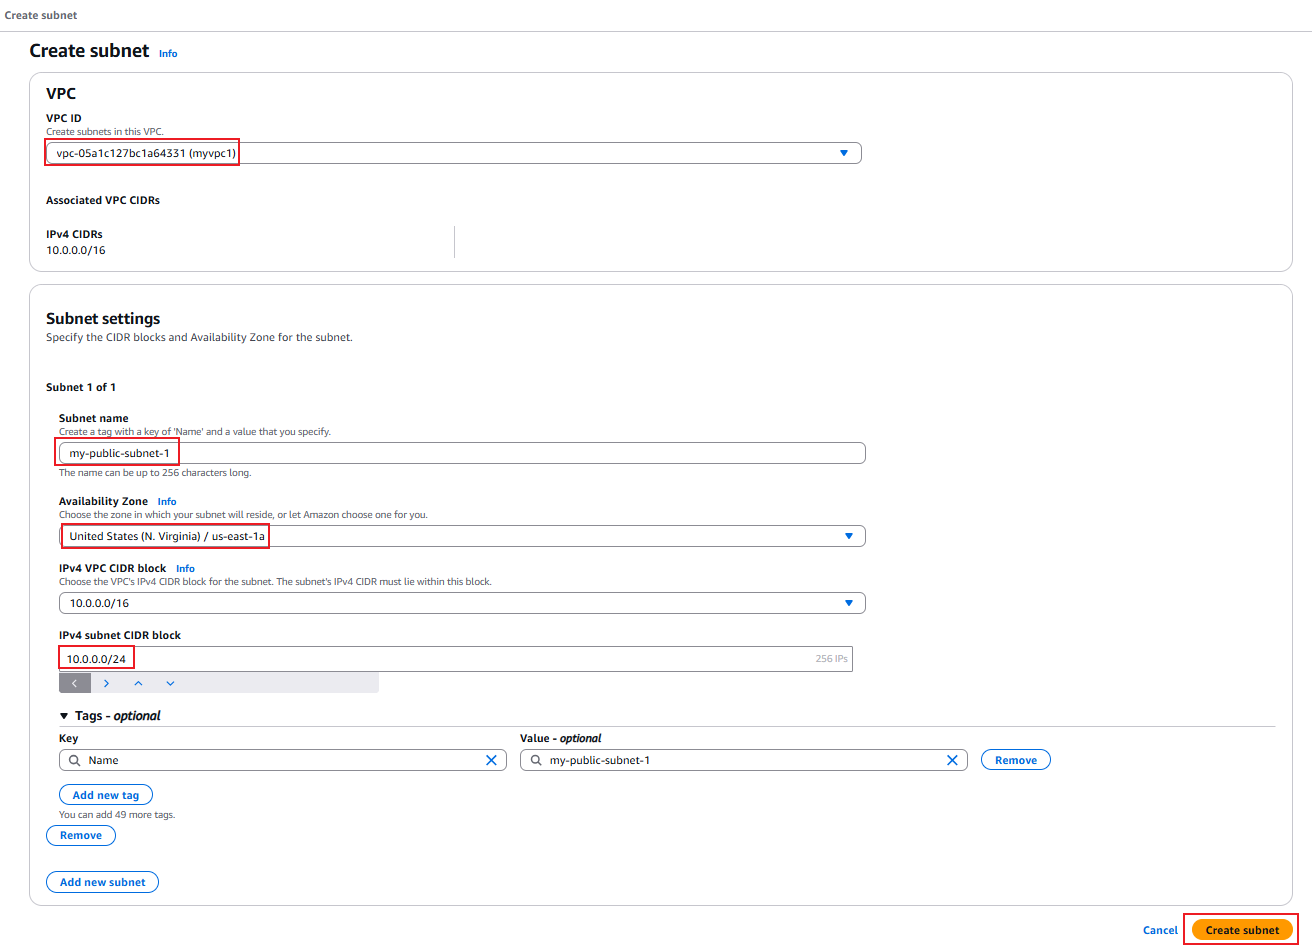 Create subnet
Create subnet Info
VPC
VPC ID
Create subnets in this VPC.
vpc-05a1c127bc1a64331 (myvpc1)
Associated VPC CIDRs
IPv4 CIDRs
10.0.0.0/16
Subnet settings
Specify the CIDR blocks and Availability Zone for the subnet.
Subnet 1 of 1
Subnet name
Create a tag with a key of 'Name' and a value that you specify.
my-public-subnet-1
The name can be up to 256 characters long.
Availability Zone Info
Choose the zone in which your subnet will reside, or let Amazon choose one for you.
United States (N. Virginia) / us-east-1a
IPv4 VPC CIDR block Info
Choose the VPC's IPv4 CIDR block for the subnet. The subnet's IPv4 CIDR must lie within this block.
10.0.0.0/16
IPv4 subnet CIDR block
10.0.0.0/24 256 IPs
Tags - optional
Key Value - optional
Name my-public-subnet-1 Remove
Add new tag
You can add 49 more tags.
Remove
Add new subnet
Cancel Create subnet